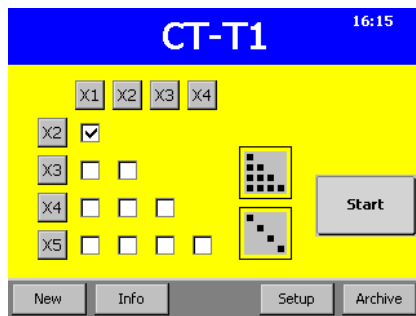 CT-T1
16:15
X1 X2 X3 X4
X2
X3
X4
X5
Start
New Info Setup Archive